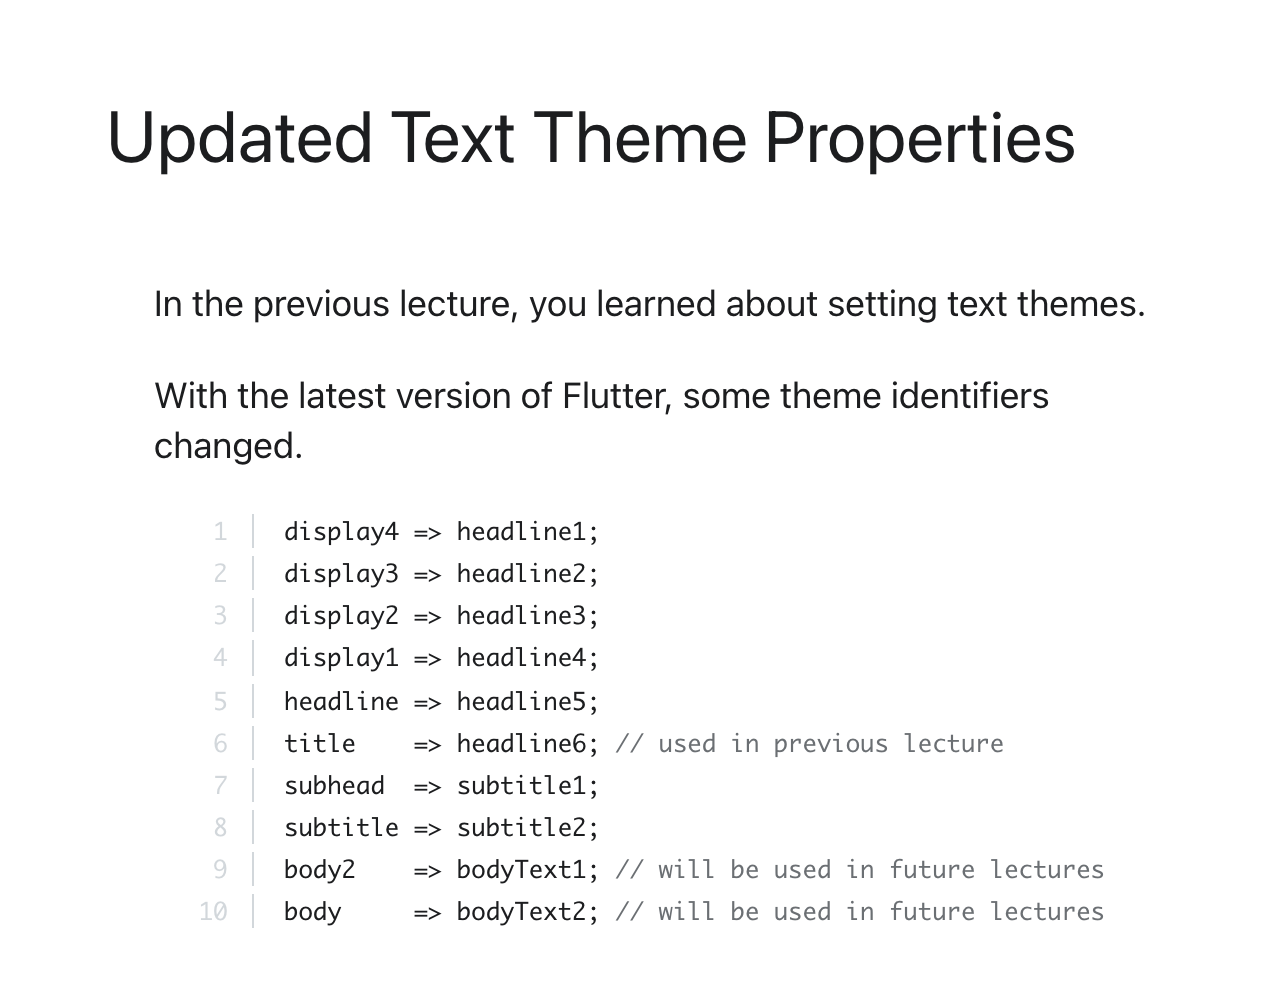 Updated Text Theme Properties
In the previous lecture, you learned about setting text themes.
With the latest version of Flutter, some theme identifiers
changed.
1 display4 => headline1;
2 display3 => headline2;
3 display2 => headline3;
4 display1 => headline4;
5 headline => headline5;
6 title    => headline6; // used in previous lecture
7 subhead  => subtitle1;
8 subtitle => subtitle2;
9 body2    => bodyText1; // will be used in future lectures
10 body     => bodyText2; // will be used in future lectures